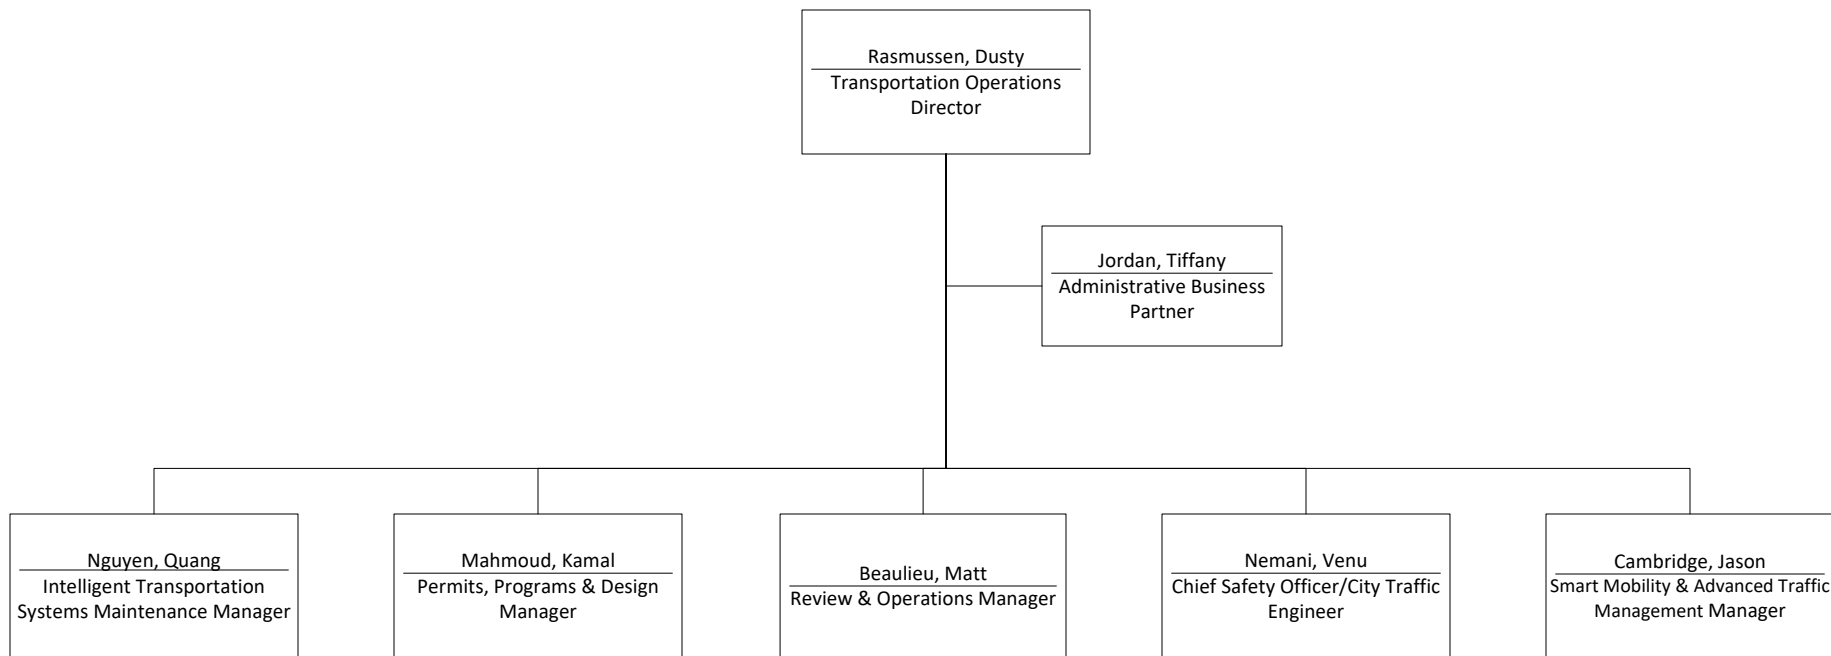 Rasmussen, Dusty
Transportation Operations
Director
Jordan, Tiffany
Administrative Business
Partner
Nguyen, Quang
Intelligent Transportation
Systems Maintenance Manager
Mahmoud, Kamal
Permits, Programs & Design
Manager
Beaulieu, Matt
Review & Operations Manager
Nemani, Venu
Chief Safety Officer/City Traffic
Engineer
Cambridge, Jason
Smart Mobility & Advanced Traffic
Management Manager